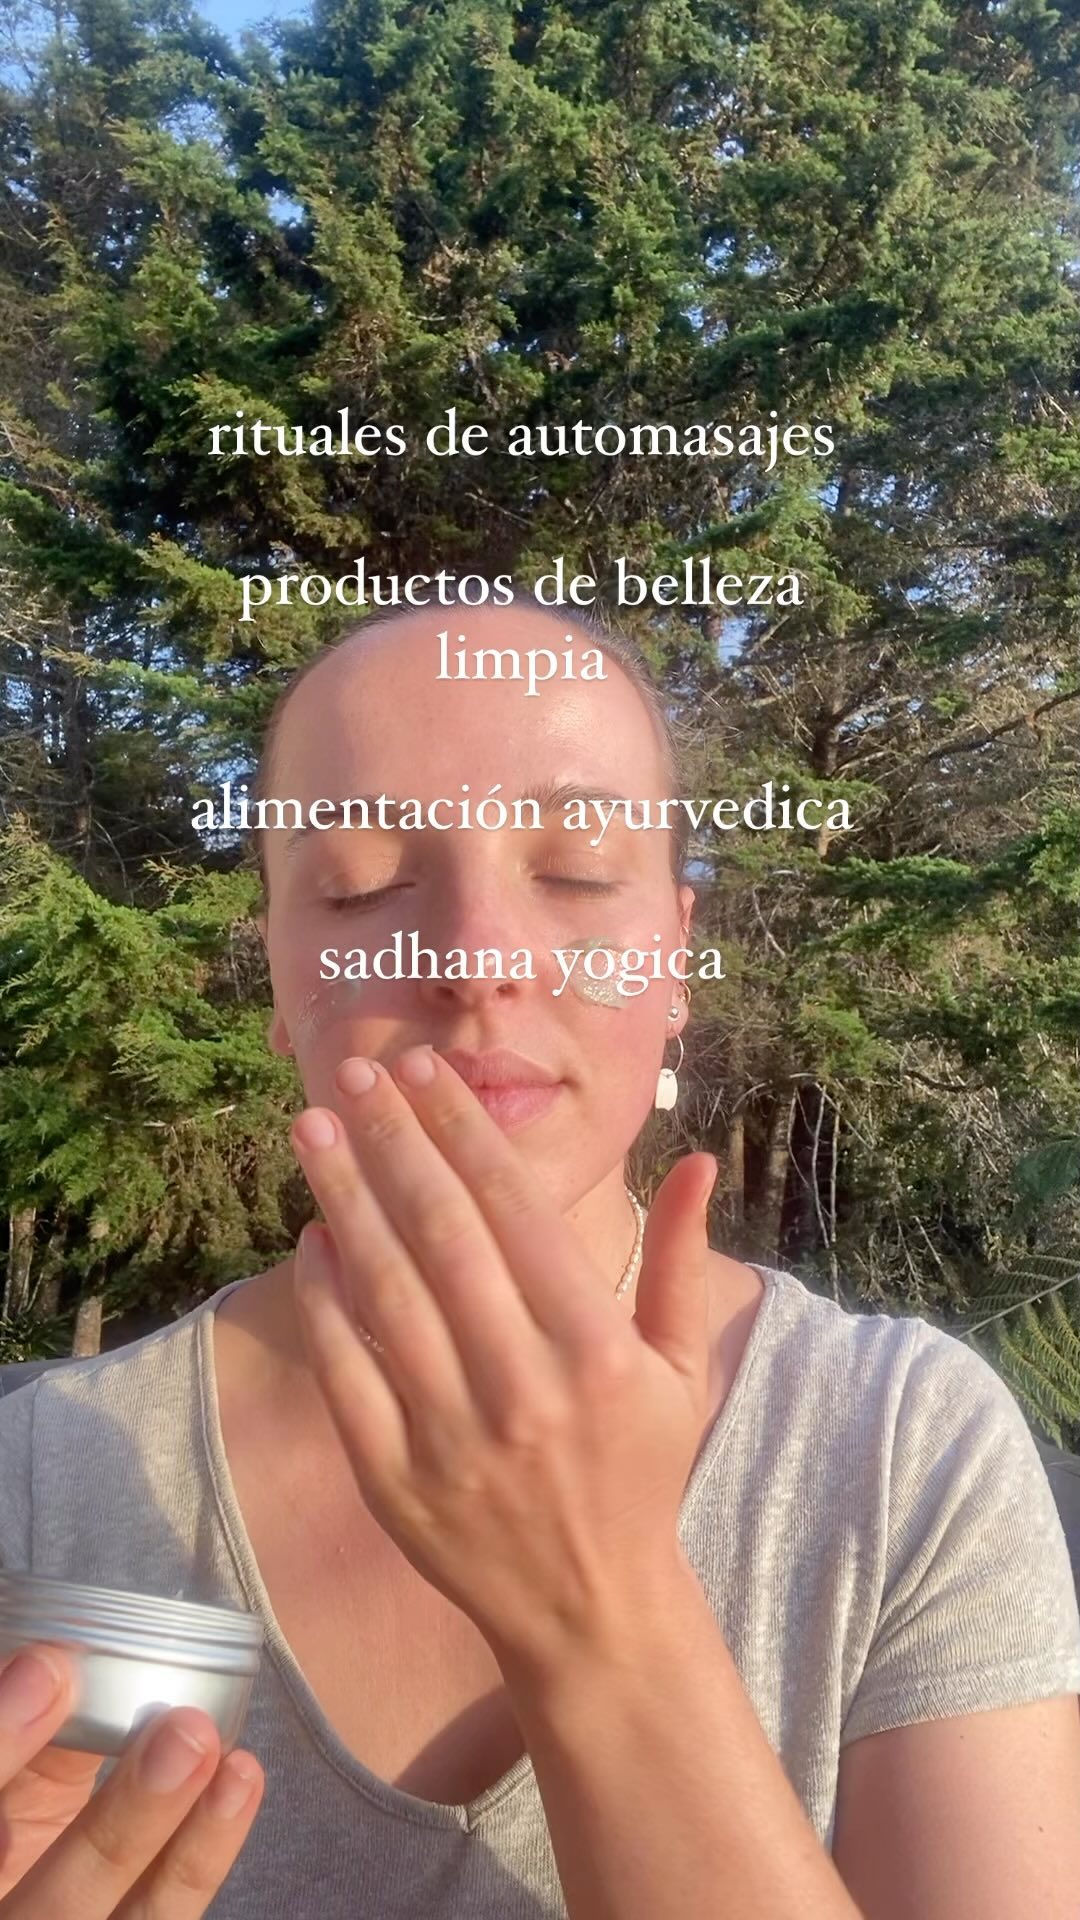 rituales de automasajes
productos de belleza
limpia
alimentación ayurvedica
sadhana yogica